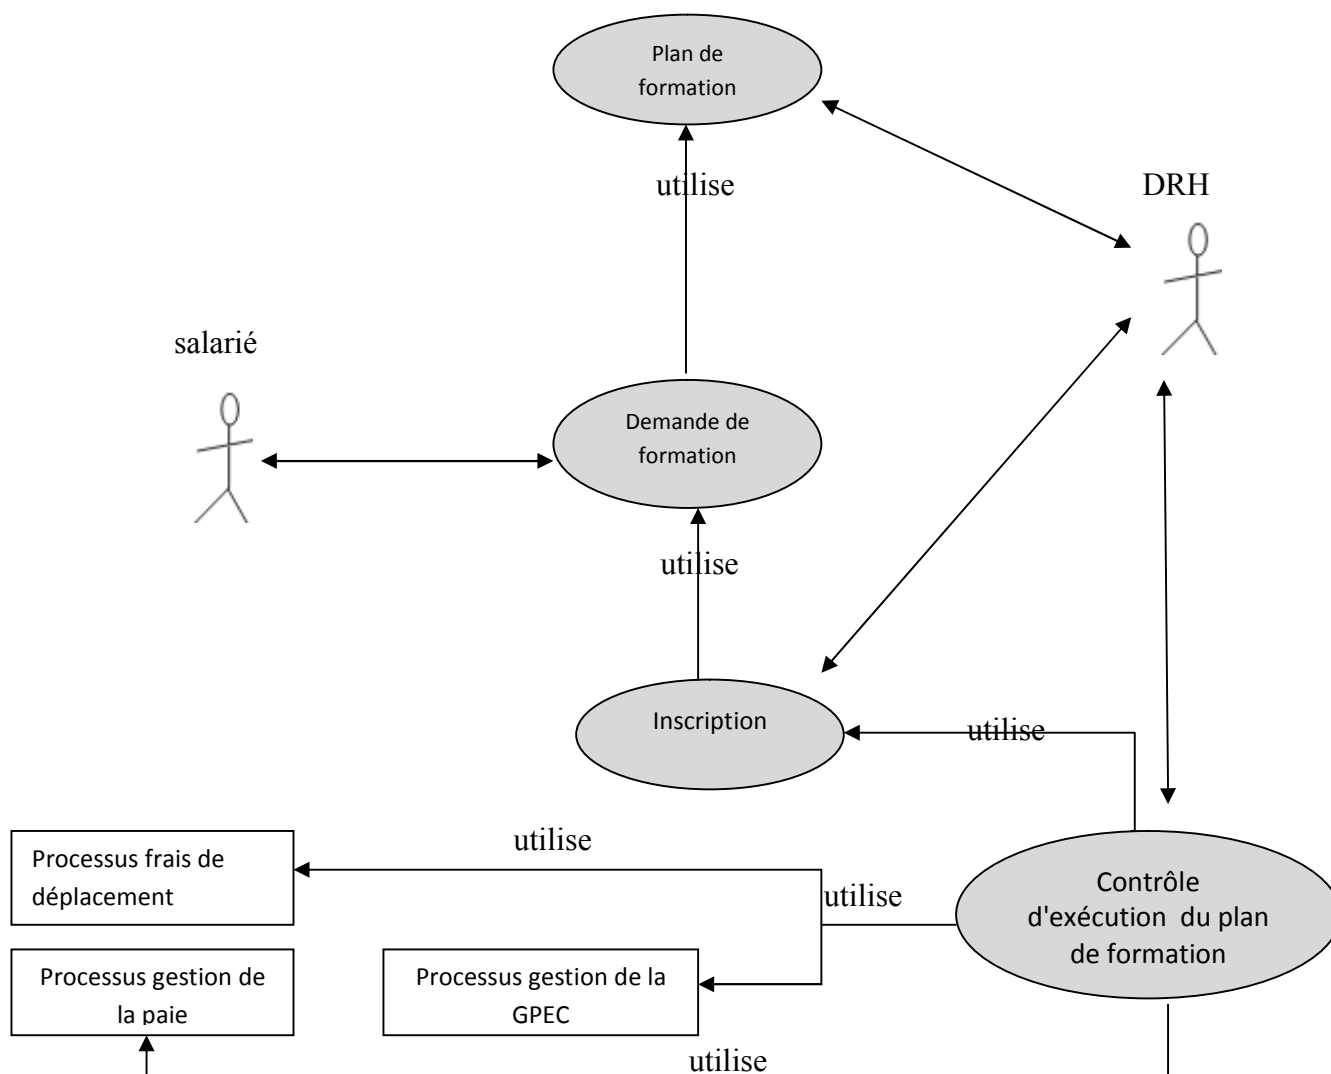 Plan de
formation
utilise
DRH
salarié
Demande de
formation
utilise
Inscription
utilise
utilise
Processus frais de
déplacement
utilise
Contrôle
d'exécution du plan
de formation
Processus gestion de
la paie
Processus gestion de la
GPEC
utilise